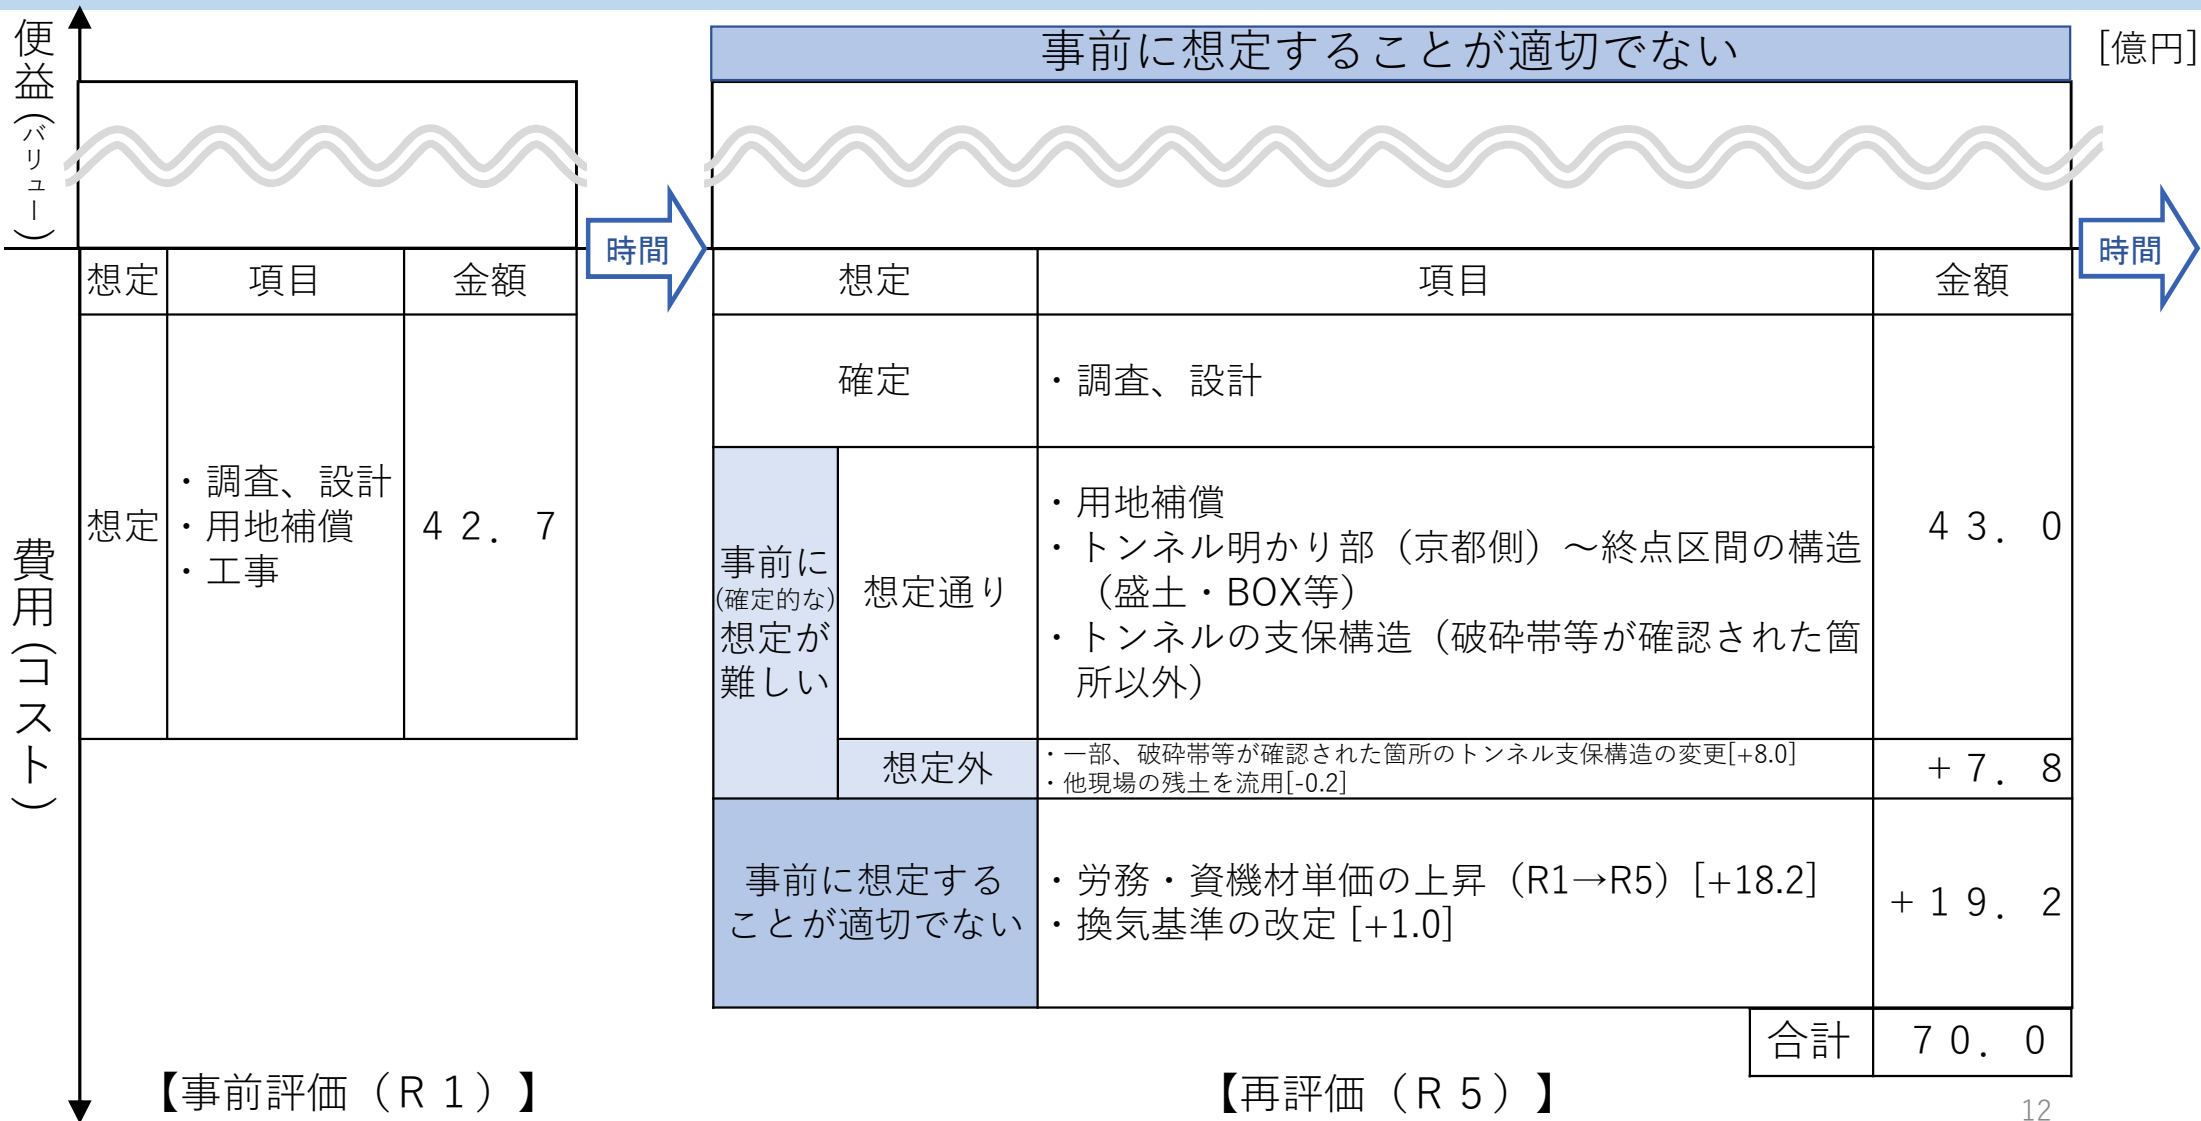 便益(バリュー)
事前に想定することが適切でない
[億円]
時間
時間
想定
項目
金額
想定
項目
金額
費用(コスト)
想定
・調査、設計
・用地補償
・工事
４２．７
確定
・調査、設計
４３．０
事前に
(確定的な)
想定が
難しい
想定通り
・用地補償
・トンネル明かり部（京都側）～終点区間の構造
（盛土・BOX等）
・トンネルの支保構造（破砕帯等が確認された箇
所以外）
想定外
・一部、破砕帯等が確認された箇所のトンネル支保構造の変更[+8.0]
・他現場の残土を流用[-0.2]
＋７．８
事前に想定する
ことが適切でない
・労務・資機材単価の上昇（R1→R5）[+18.2]
・換気基準の改定 [+1.0]
＋１９．２
合計
７０．０
【事前評価（Ｒ１）】
【再評価（Ｒ５）】
12